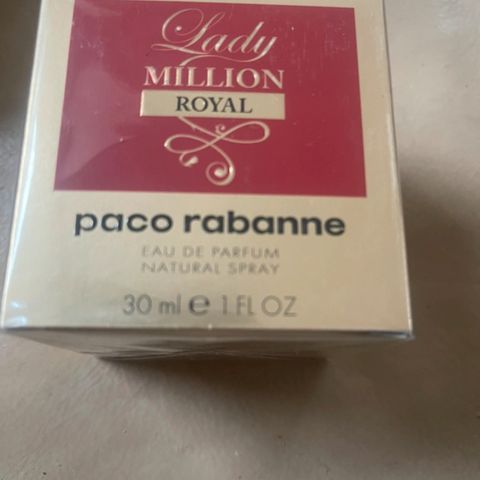 Lady
MILLION
ROYAL
paco rabanne
EAU DE PARFUM
NATURAL SPRAY
30 ml ℮ 1 FL OZ